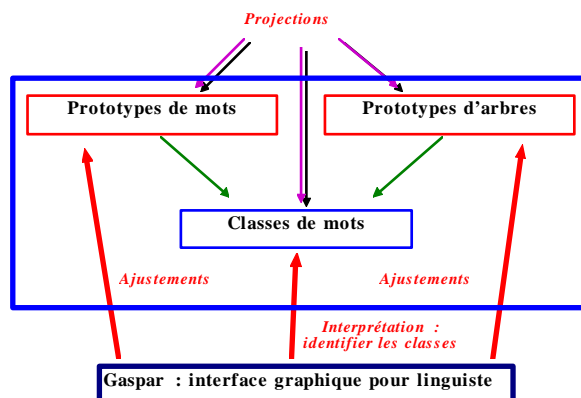 Projections
Prototypes de mots
Prototypes d'arbres
Classes de mots
Ajustements
Ajustements
Interprétation :
identifier les classes
Gaspar : interface graphique pour linguiste